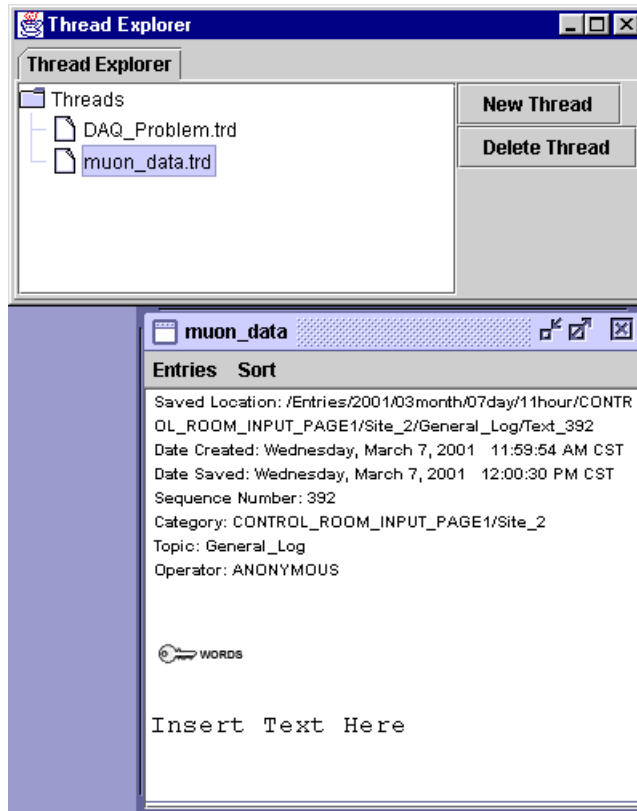 Thread Explorer
Thread Explorer
Threads
DAQ_Problem.trd
muon_data.trd
New Thread
Delete Thread
muon_data
Entries Sort
Saved Location: /Entries/2001/03month/07day/11hour/CONTR
OL_ROOM_INPUT_PAGE1/Site_2/General_Log/Text_392
Date Created: Wednesday, March 7, 2001 11:59:54 AM CST
Date Saved: Wednesday, March 7, 2001 12:00:30 PM CST
Sequence Number: 392
Category: CONTROL_ROOM_INPUT_PAGE1/Site_2
Topic: General_Log
Operator: ANONYMOUS
WORDS
Insert Text Here